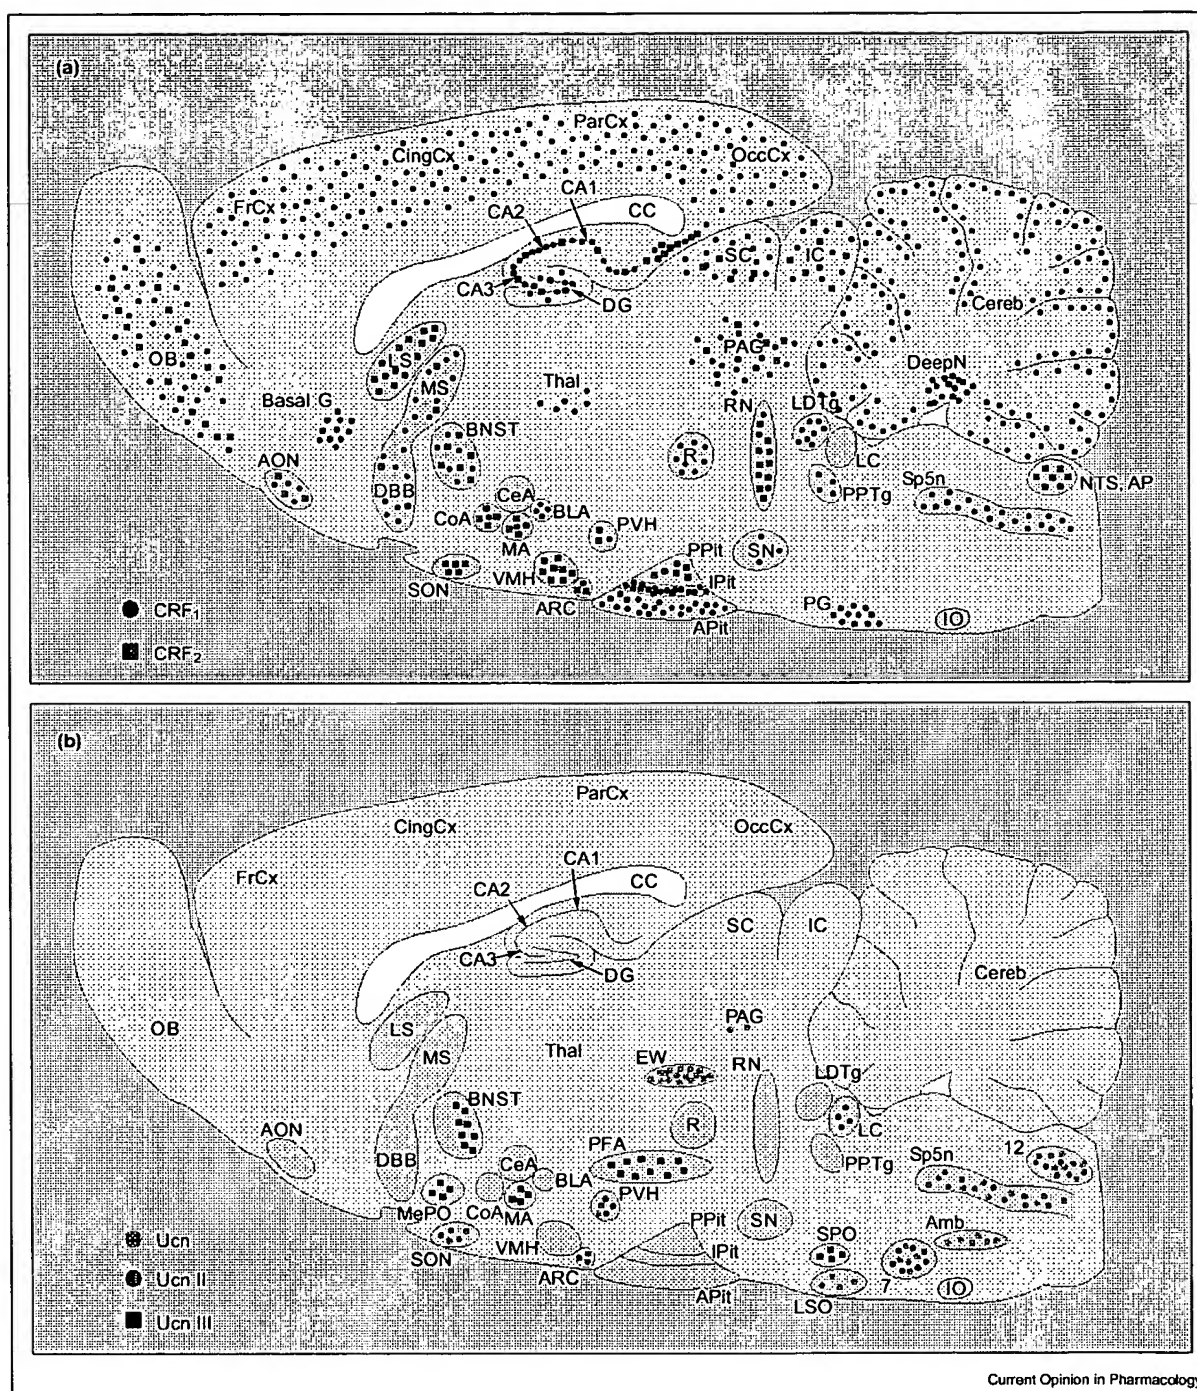 (a)
ParCx
CingCx
OccCx
CA1
FrCx
CA2
CC
SC
IC
CA3
DG
Cereb
OB
LS
PAG
MS
Thal
DeepN
Basal G
RN
LDTg
BNST
R
LC
AON
Sp5n
NTS, AP
DBB
CeA
PPTg
CoA
BLA
PVH
MA
PPit
SN
SON
VMH
IPit
ARC
PG
IO
APit
CRF1
CRF2
(b)
ParCx
CingCx
OccCx
CA1
FrCx
CA2
CC
SC
IC
CA3
DG
Cereb
OB
LS
PAG
MS
Thal
EW
RN
LDTg
BNST
AON
R
LC
12
DBB
PFA
CeA
PPTg
Sp5n
BLA
PVH
MePO
CoA
MA
PPit
SN
Amb
SON
VMH
IPit
SPO
ARC
APit
7
IO
LSO
Ucn
Ucn II
Ucn III
Current Opinion in Pharmacology